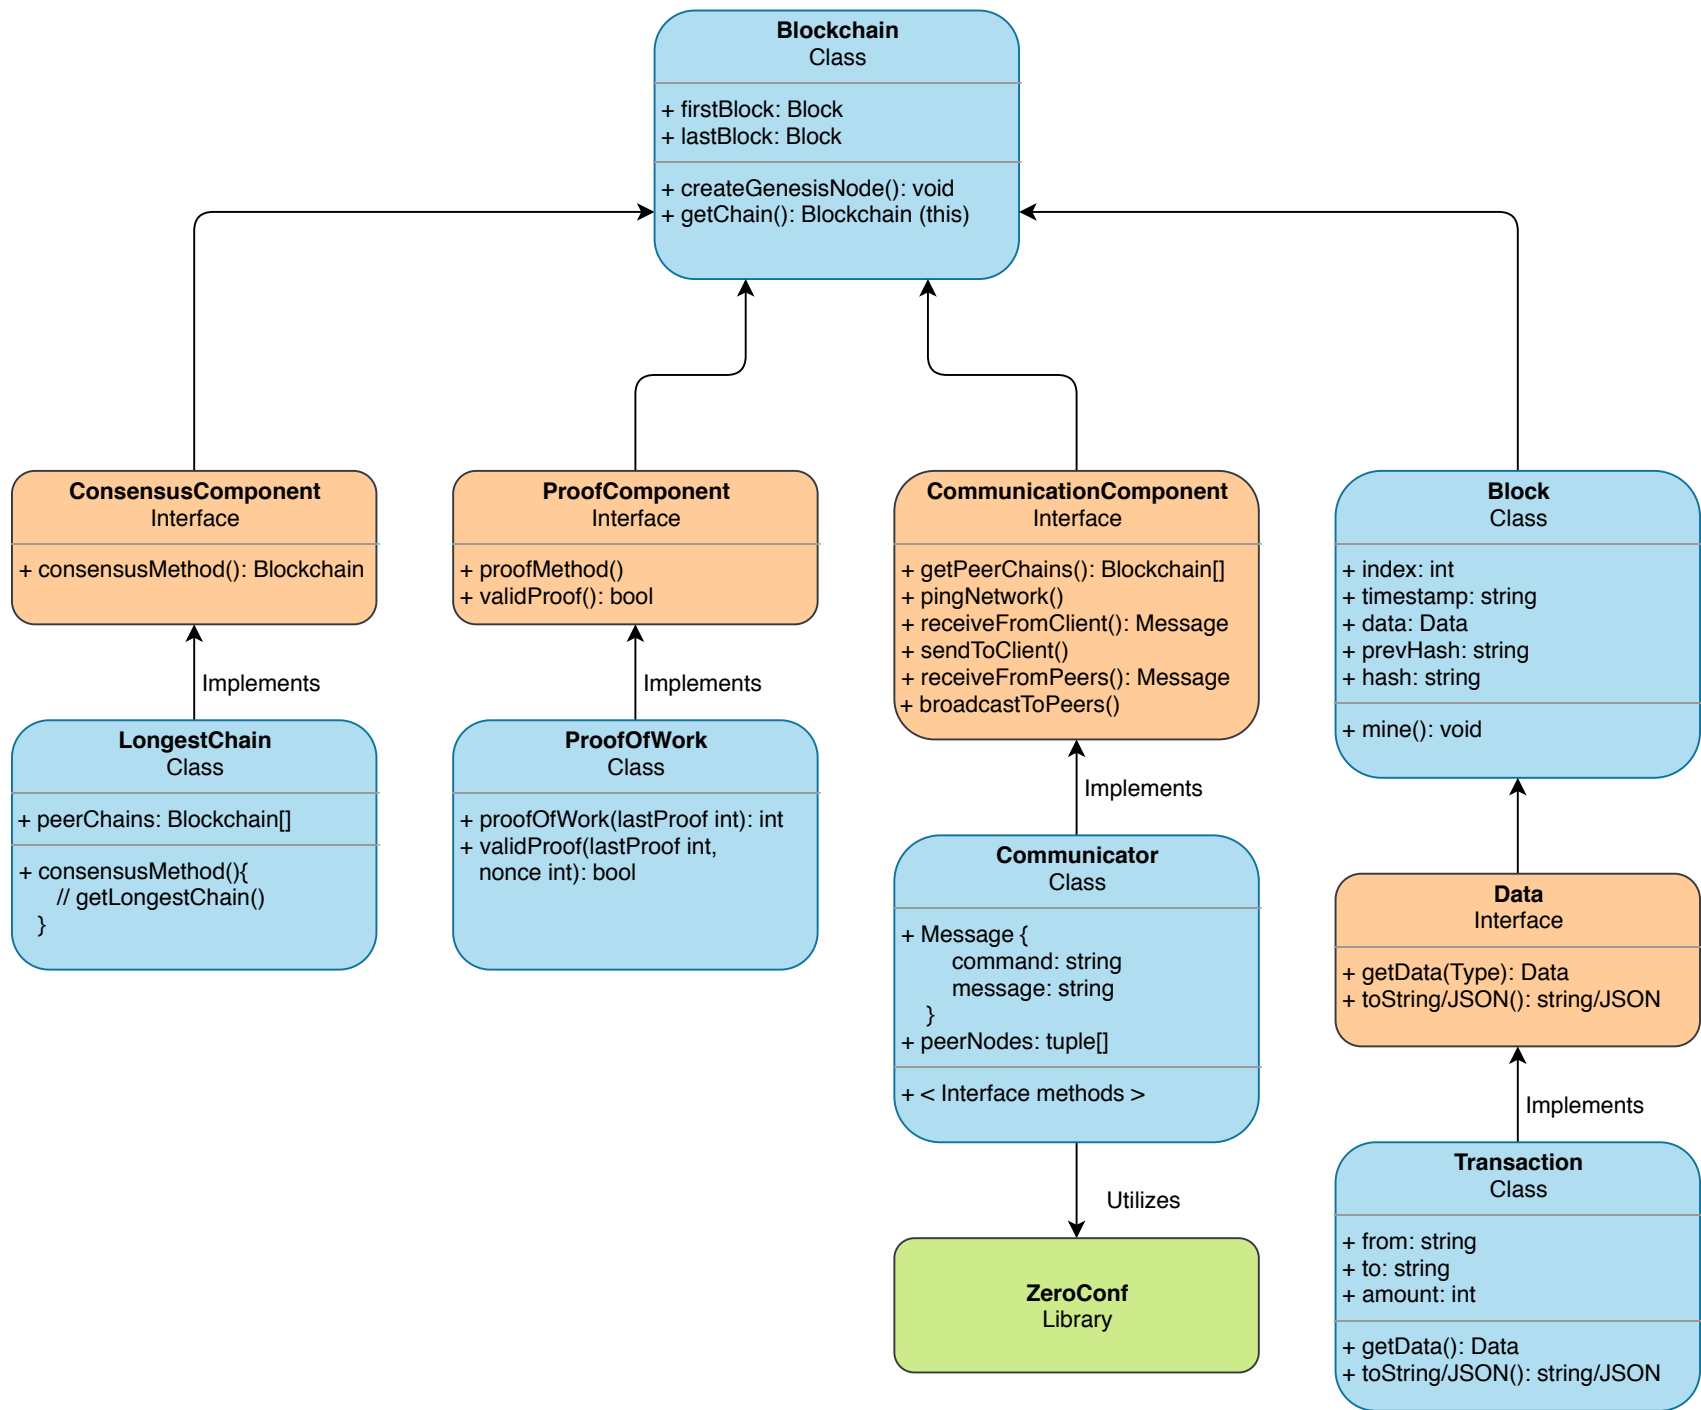 Blockchain
Class
+ firstBlock: Block
+ lastBlock: Block
+ createGenesisNode(): void
+ getChain(): Blockchain (this)
ConsensusComponent
Interface
+ consensusMethod(): Blockchain
ProofComponent
Interface
+ proofMethod()
+ validProof(): bool
CommunicationComponent
Interface
+ getPeerChains(): Blockchain[]
+ pingNetwork()
+ receiveFromClient(): Message
+ sendToClient()
+ receiveFromPeers(): Message
+ broadcastToPeers()
Block
Class
+ index: int
+ timestamp: string
+ data: Data
+ prevHash: string
+ hash: string
+ mine(): void
Implements
Implements
Implements
LongestChain
Class
+ peerChains: Blockchain[]
+ consensusMethod(){
// getLongestChain()
}
ProofOfWork
Class
+ proofOfWork(lastProof int): int
+ validProof(lastProof int,
nonce int): bool
Communicator
Class
+ Message {
command: string
message: string
}
+ peerNodes: tuple[]
+ < Interface methods >
Data
Interface
+ getData(Type): Data
+ toString/JSON(): string/JSON
Implements
Utilizes
ZeroConf
Library
Transaction
Class
+ from: string
+ to: string
+ amount: int
+ getData(): Data
+ toString/JSON(): string/JSON